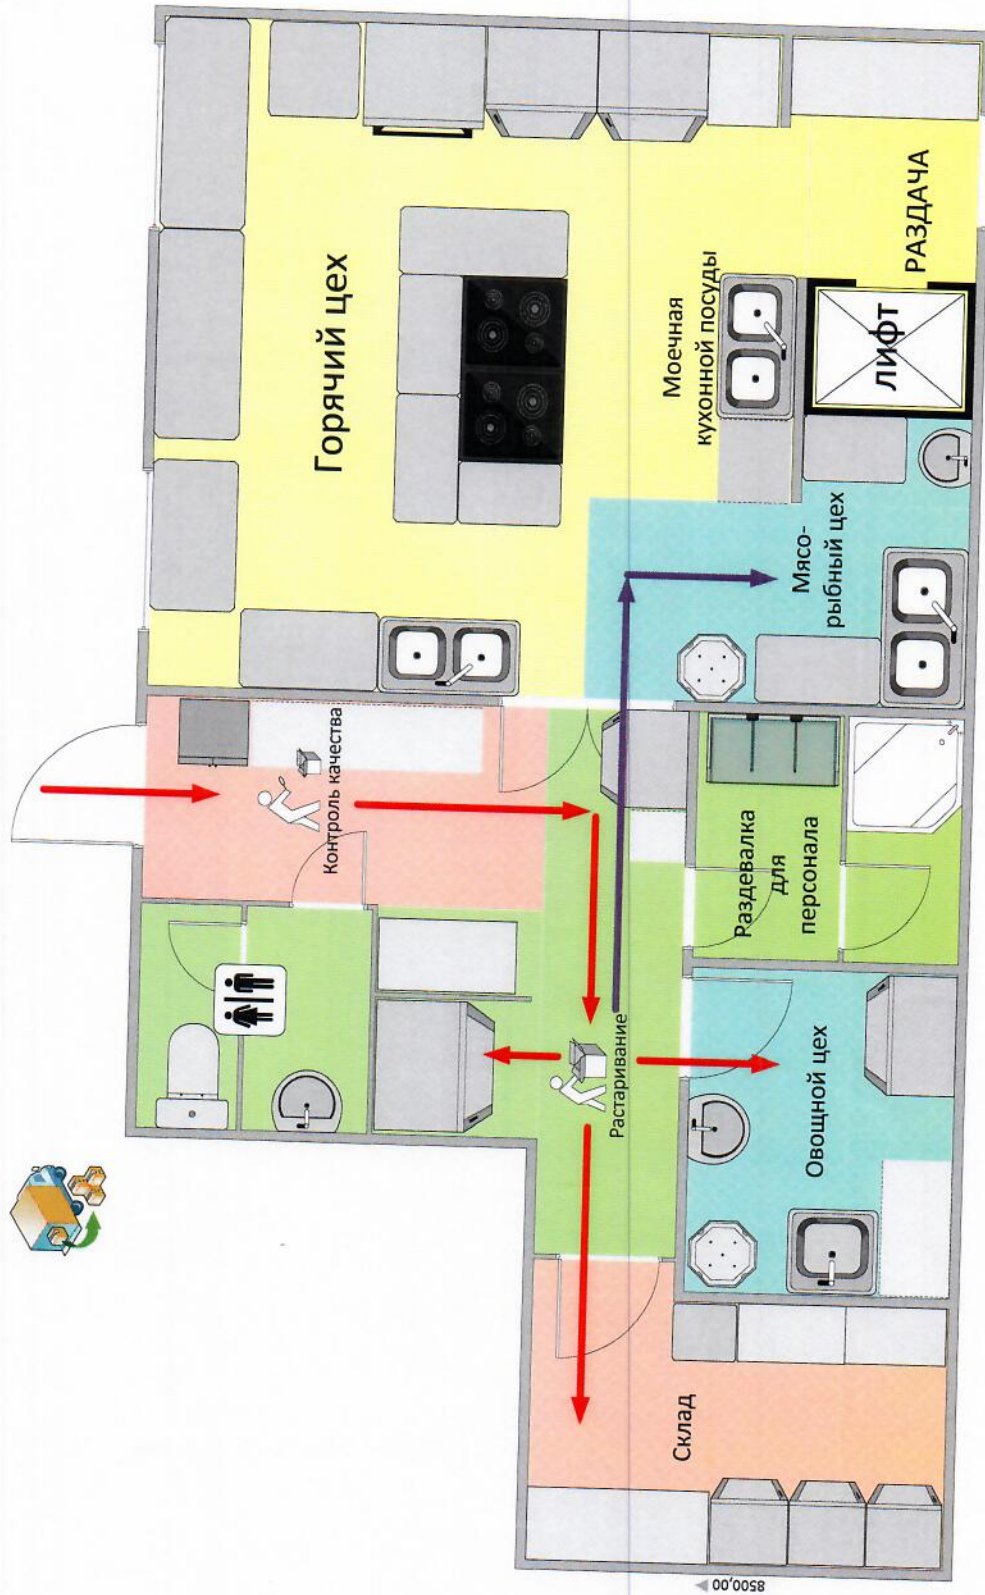 Горячий цех
Моечная
кухонной посуды
РАЗДАЧА
ЛИФТ
Мясо-
рыбный цех
Контроль качества
Раздевалка
для
персонала
Растаривание
Овощной цех
Склад
8500,00